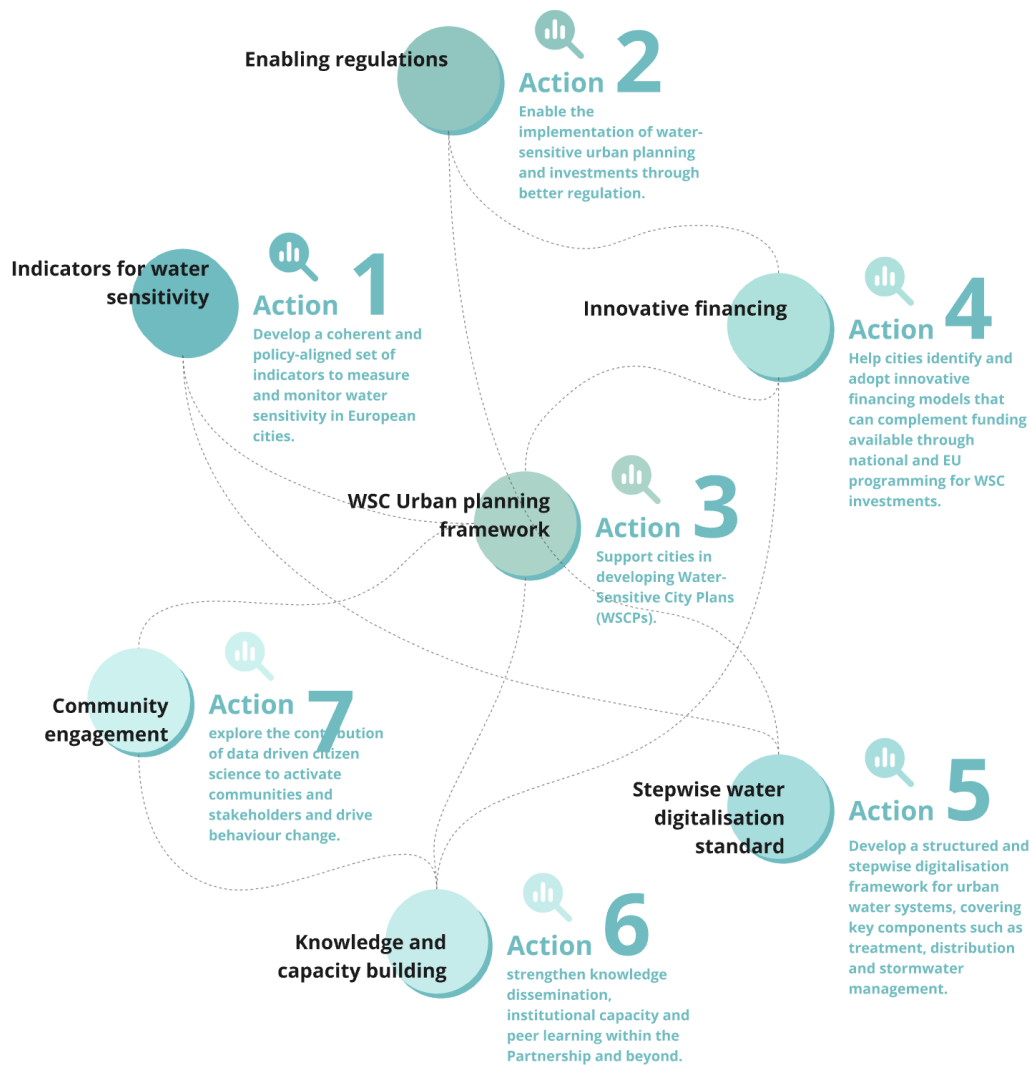 Enabling regulations
Action 2
Enable the
implementation of water-
sensitive urban planning
and investments through
better regulation.
Indicators for water
sensitivity
Action 1
Develop a coherent and
policy-aligned set of
indicators to measure
and monitor water
sensitivity in European
cities.
Innovative financing
Action 4
Help cities identify and
adopt innovative
financing models that
can complement funding
available through
national and EU
programming for WSC
investments.
WSC Urban planning
framework
Action 3
Support cities in
developing Water-
Sensitive City Plans
(WSCPs).
Community
engagement
Action 7
explore the contribution
of data driven citizen
science to activate
communities and
stakeholders and drive
behaviour change.
Stepwise water
digitalisation
standard
Action 5
Develop a structured and
stepwise digitalisation
framework for urban
water systems, covering
key components such as
treatment, distribution
and stormwater
management.
Knowledge and
capacity building
Action 6
strengthen knowledge
dissemination,
institutional capacity and
peer learning within the
Partnership and beyond.